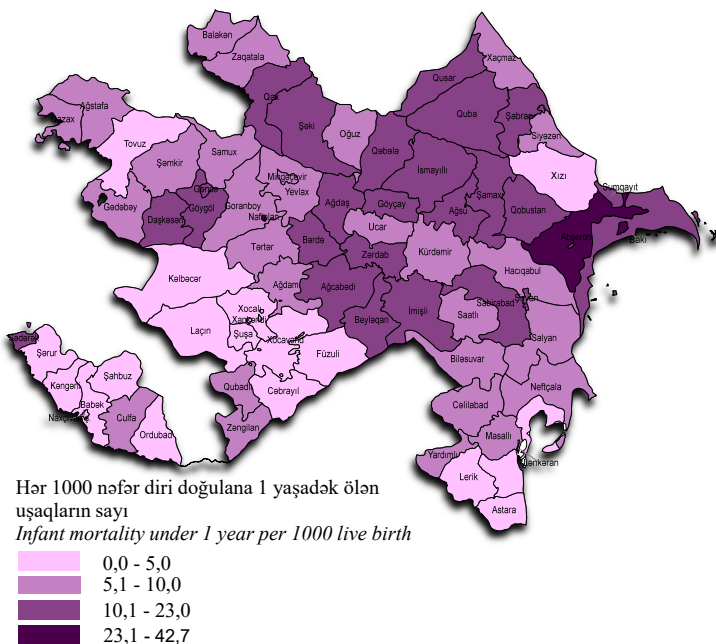 Balakən
Zaqatala
Qax
Xaçmaz
Qusar
Ağstafa
Qazax
Şəki
Oğuz
Quba
Şabran
Siyəzən
Tovuz
Şəmkir
Samux
Qəbələ
İsmayıllı
Xızı
Mingəçevir
Yevlax
Gəncə
Gədəbəy
Daşkəsən
Göygöl
Goranboy
Naftalan
Ağdaş
Göyçay
Ağsu
Şamaxı
Qobustan
Sumqayıt
Abşeron
Bakı
Ucar
Tərtər
Bərdə
Zərdab
Kürdəmir
Hacıqabul
Kəlbəcər
Ağdam
Ağcabədi
Xocalı
Xankəndi
Laçın
Şuşa
Xocavənd
Beyləqan
İmişli
Saatlı
Sabirabad
Şirvan
Salyan
Füzuli
Sədərək
Şərur
Şahbuz
Kəngərli
Babək
Naxçıvan
Culfa
Ordubad
Qubadlı
Cəbrayıl
Zəngilan
Biləsuvar
Neftçala
Cəlilabad
Masallı
Yardımlı
Lənkəran
Lerik
Astara
Hər 1000 nəfər diri doğulana 1 yaşadək ölən
uşaqların sayı
Infant mortality under 1 year per 1000 live birth
0,0 - 5,0
5,1 - 10,0
10,1 - 23,0
23,1 - 42,7